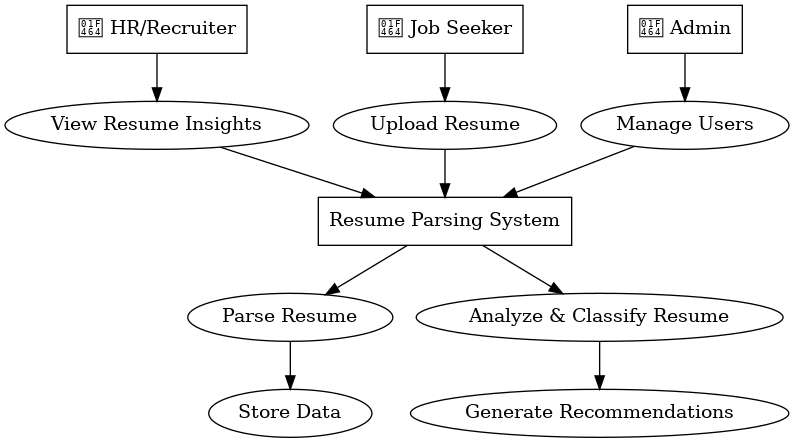 HR/Recruiter
Job Seeker
Admin
View Resume Insights
Upload Resume
Manage Users
Resume Parsing System
Parse Resume
Analyze & Classify Resume
Store Data
Generate Recommendations